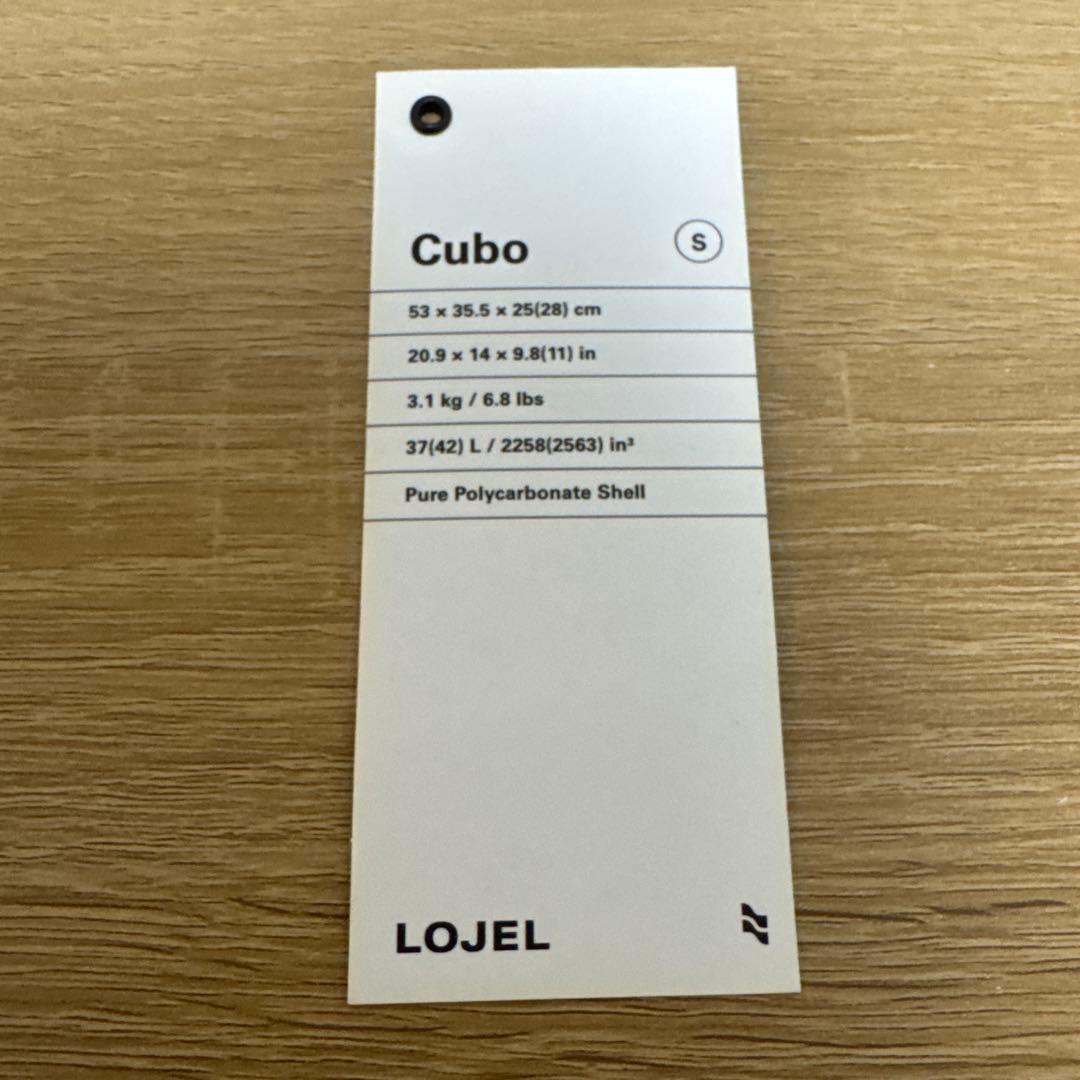 Cubo
S
53 × 35.5 × 25(28) cm
20.9 × 14 × 9.8(11) in
3.1 kg / 6.8 lbs
37(42) L / 2258(2563) in³
Pure Polycarbonate Shell
LOJEL